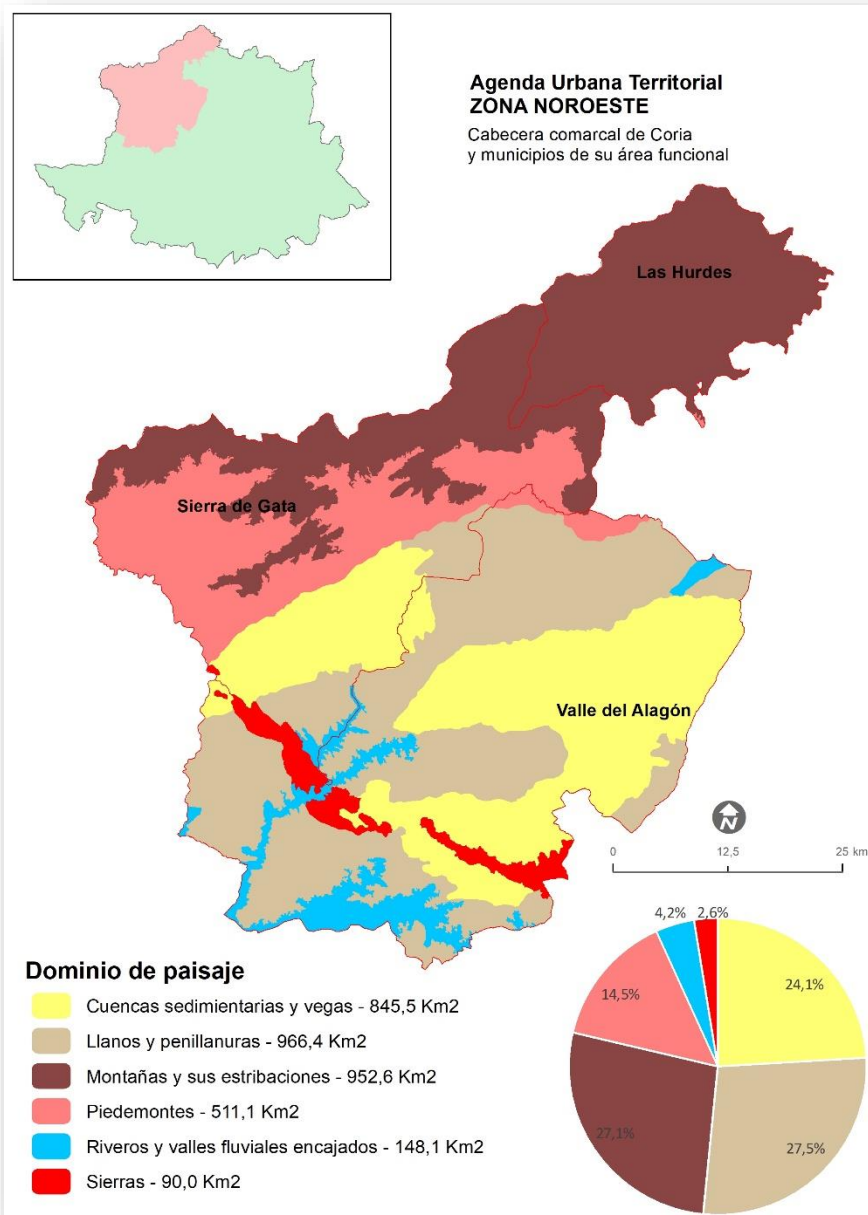 Agenda Urbana Territorial
ZONA NOROESTE
Cabecera comarcal de Coria
y municipios de su área funcional
Las Hurdes
Sierra de Gata
Valle del Alagón
N
0 12,5 25 km
Dominio de paisaje
Cuencas sedimientarias y vegas - 845,5 Km2
Llanos y penillanuras - 966,4 Km2
Montañas y sus estribaciones - 952,6 Km2
Piedemontes - 511,1 Km2
Riveros y valles fluviales encajados - 148,1 Km2
Sierras - 90,0 Km2
4,2%
2,6%
24,1%
14,5%
27,1%
27,5%